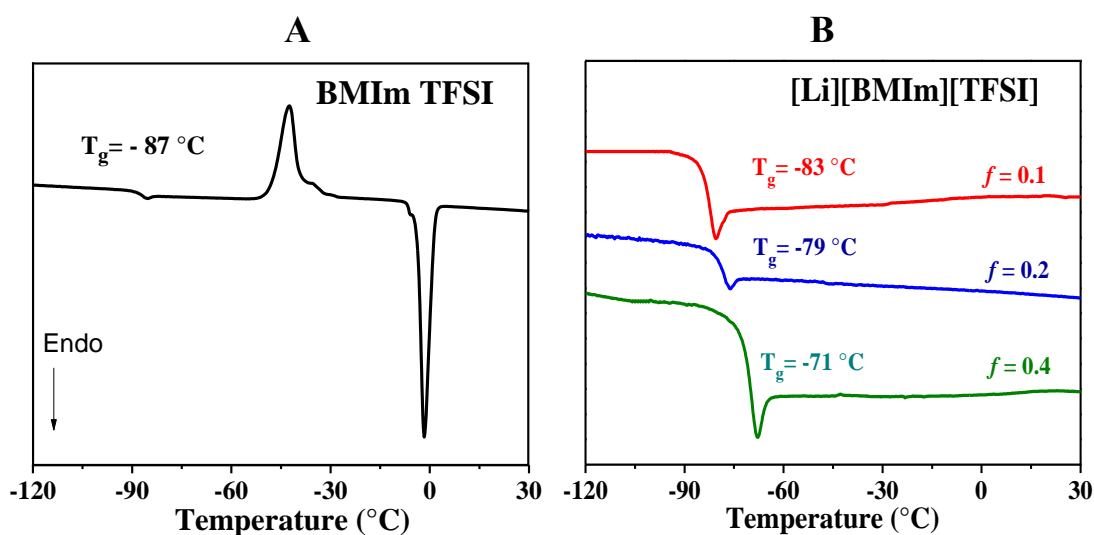 A
BMIm TFSI
Tg= - 87 °C
Endo
-120 -90 -60 -30 0 30
Temperature (°C)
B
[Li][BMIm][TFSI]
Tg= -83 °C
f = 0.1
Tg= -79 °C
f = 0.2
Tg= -71 °C
f = 0.4
-120 -90 -60 -30 0 30
Temperature (°C)